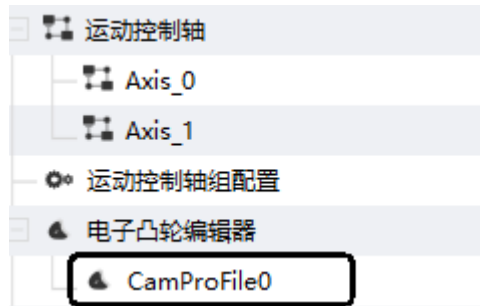 运动控制轴
Axis_0
Axis_1
运动控制轴组配置
电子凸轮编辑器
CamProFile0